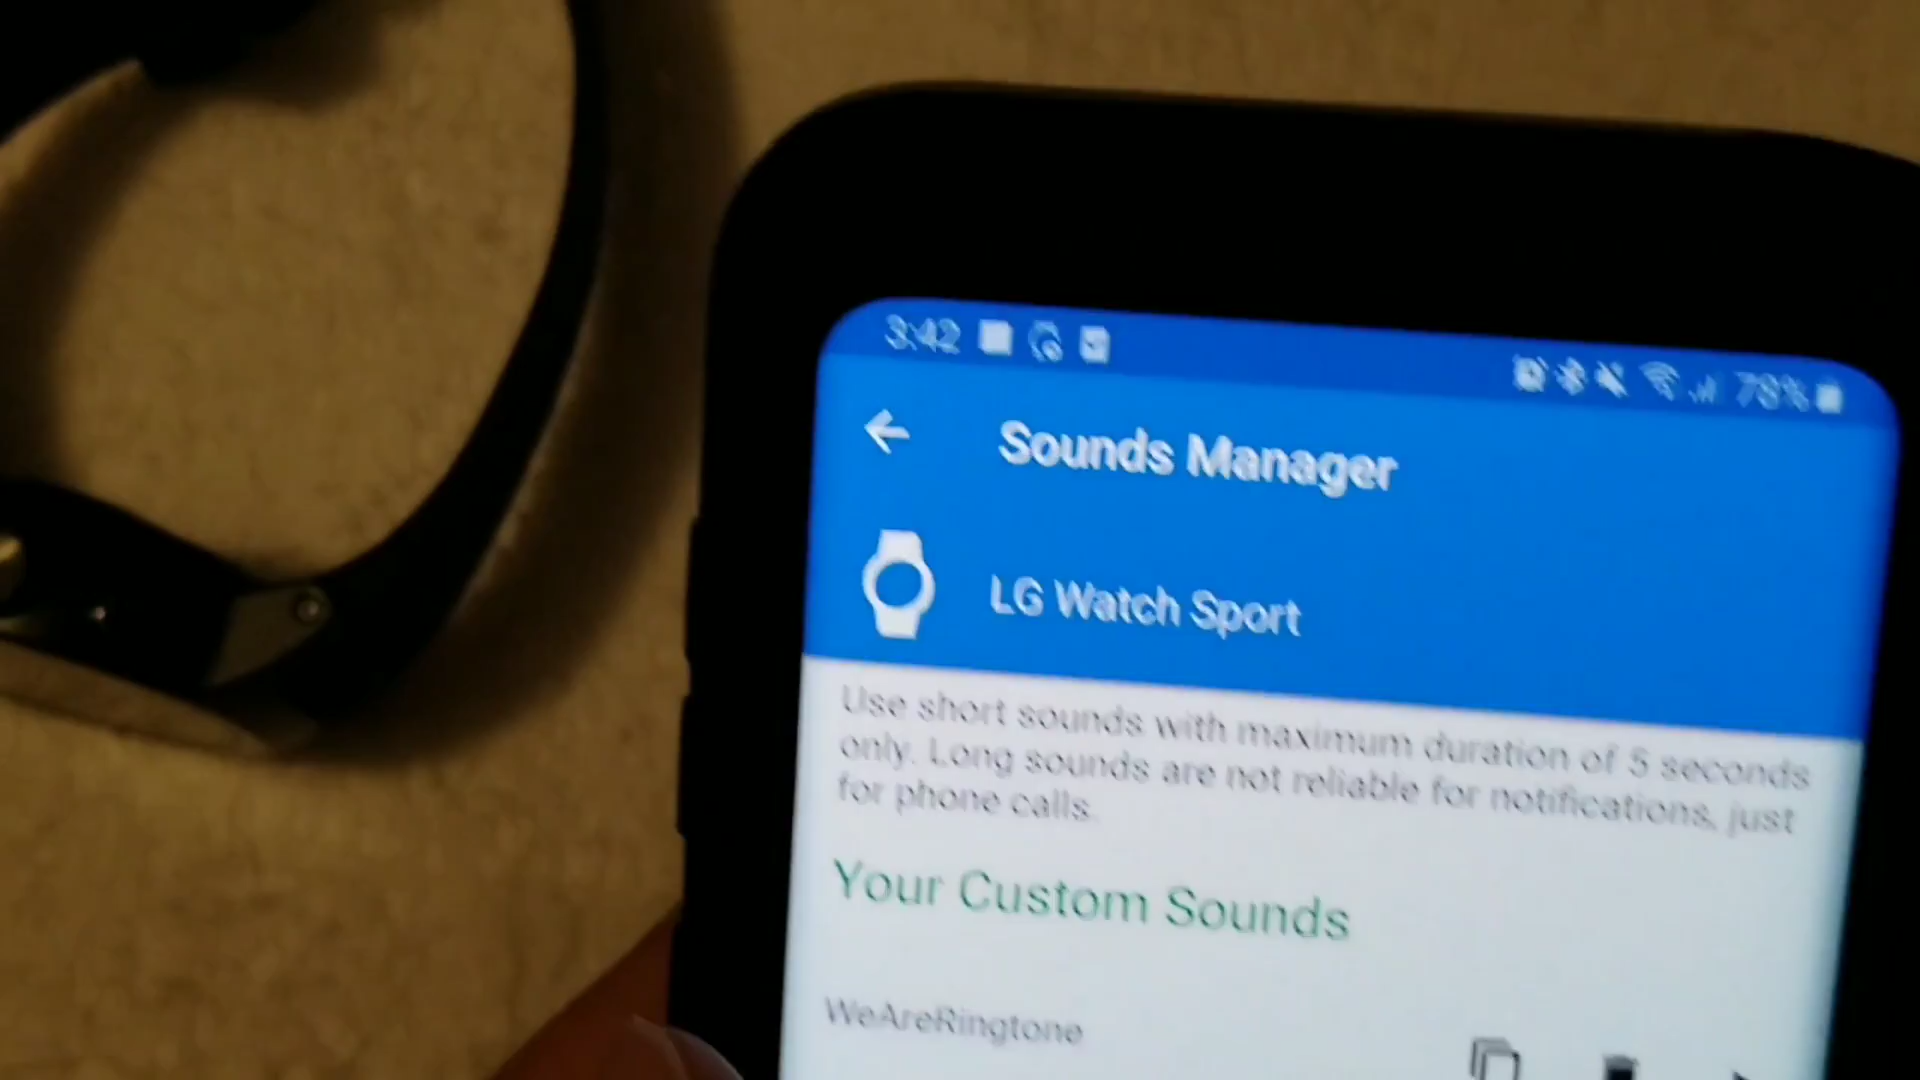 3:42 78%
Sounds Manager
LG Watch Sport
Use short sounds with maximum duration of 5 seconds
only. Long sounds are not reliable for notifications, just
for phone calls.
Your Custom Sounds
WeAreRingtone